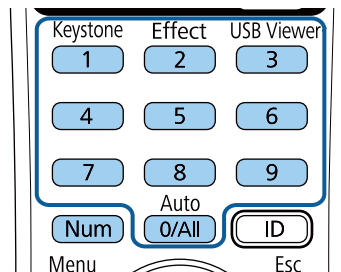 Keystone Effect USB Viewer
1 2 3
4 5 6
7 8 9
Auto
Num 0/All ID
Menu Esc